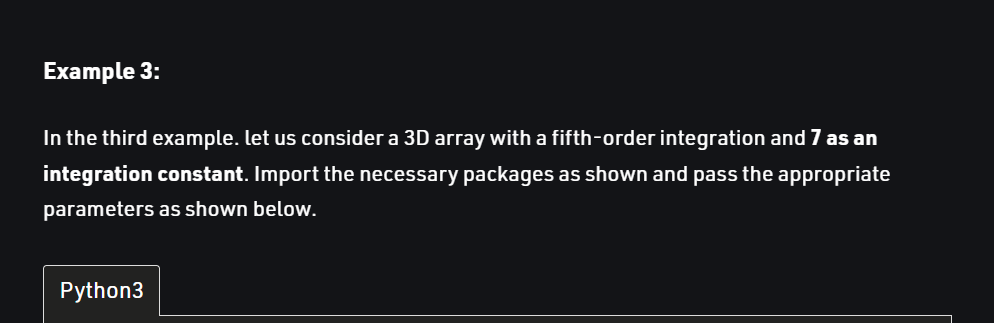 Example 3:
In the third example. let us consider a 3D array with a fifth-order integration and 7 as an
integration constant. Import the necessary packages as shown and pass the appropriate
parameters as shown below.
Python3